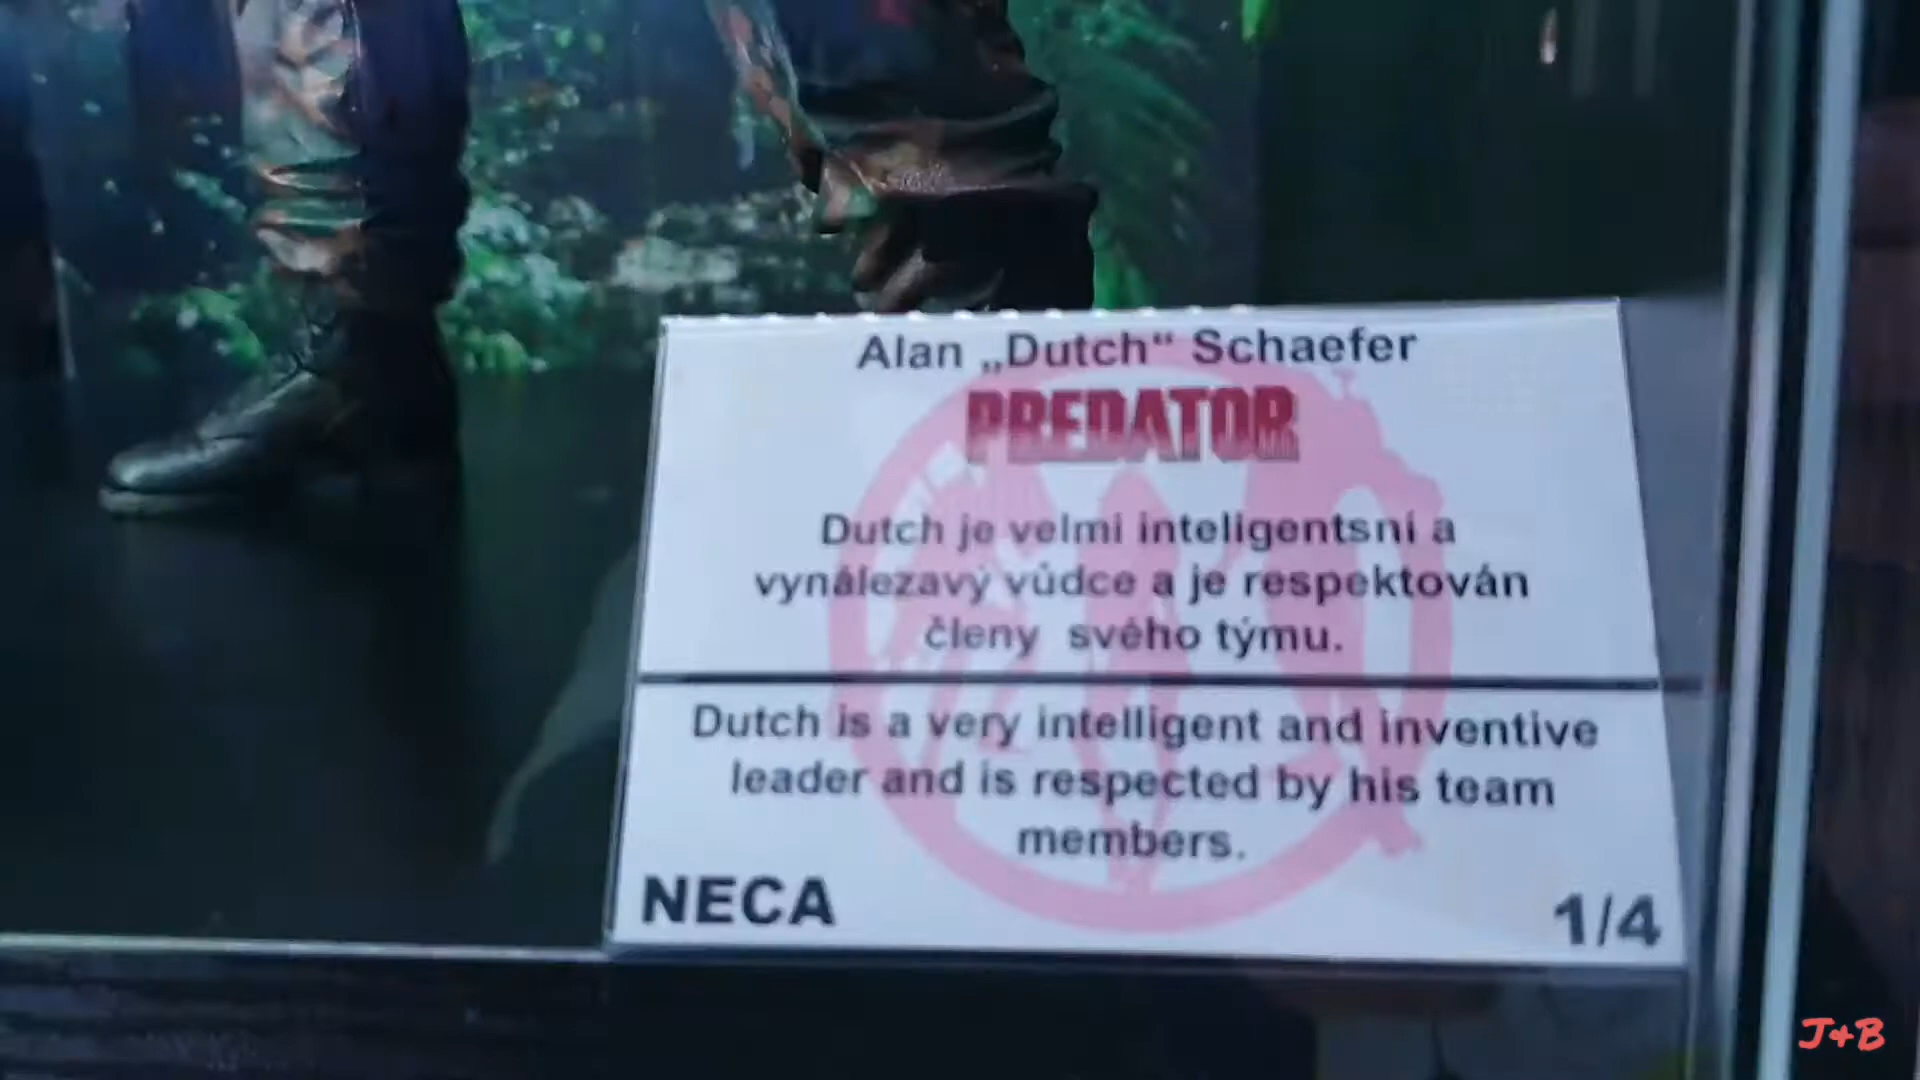 Alan „Dutch“ Schaefer
PREDATOR
Dutch je velmi inteligentsní a
vynálezavý vůdce a je respektován
členy svého týmu.
Dutch is a very intelligent and inventive
leader and is respected by his team
members.
NECA
1/4
J+B